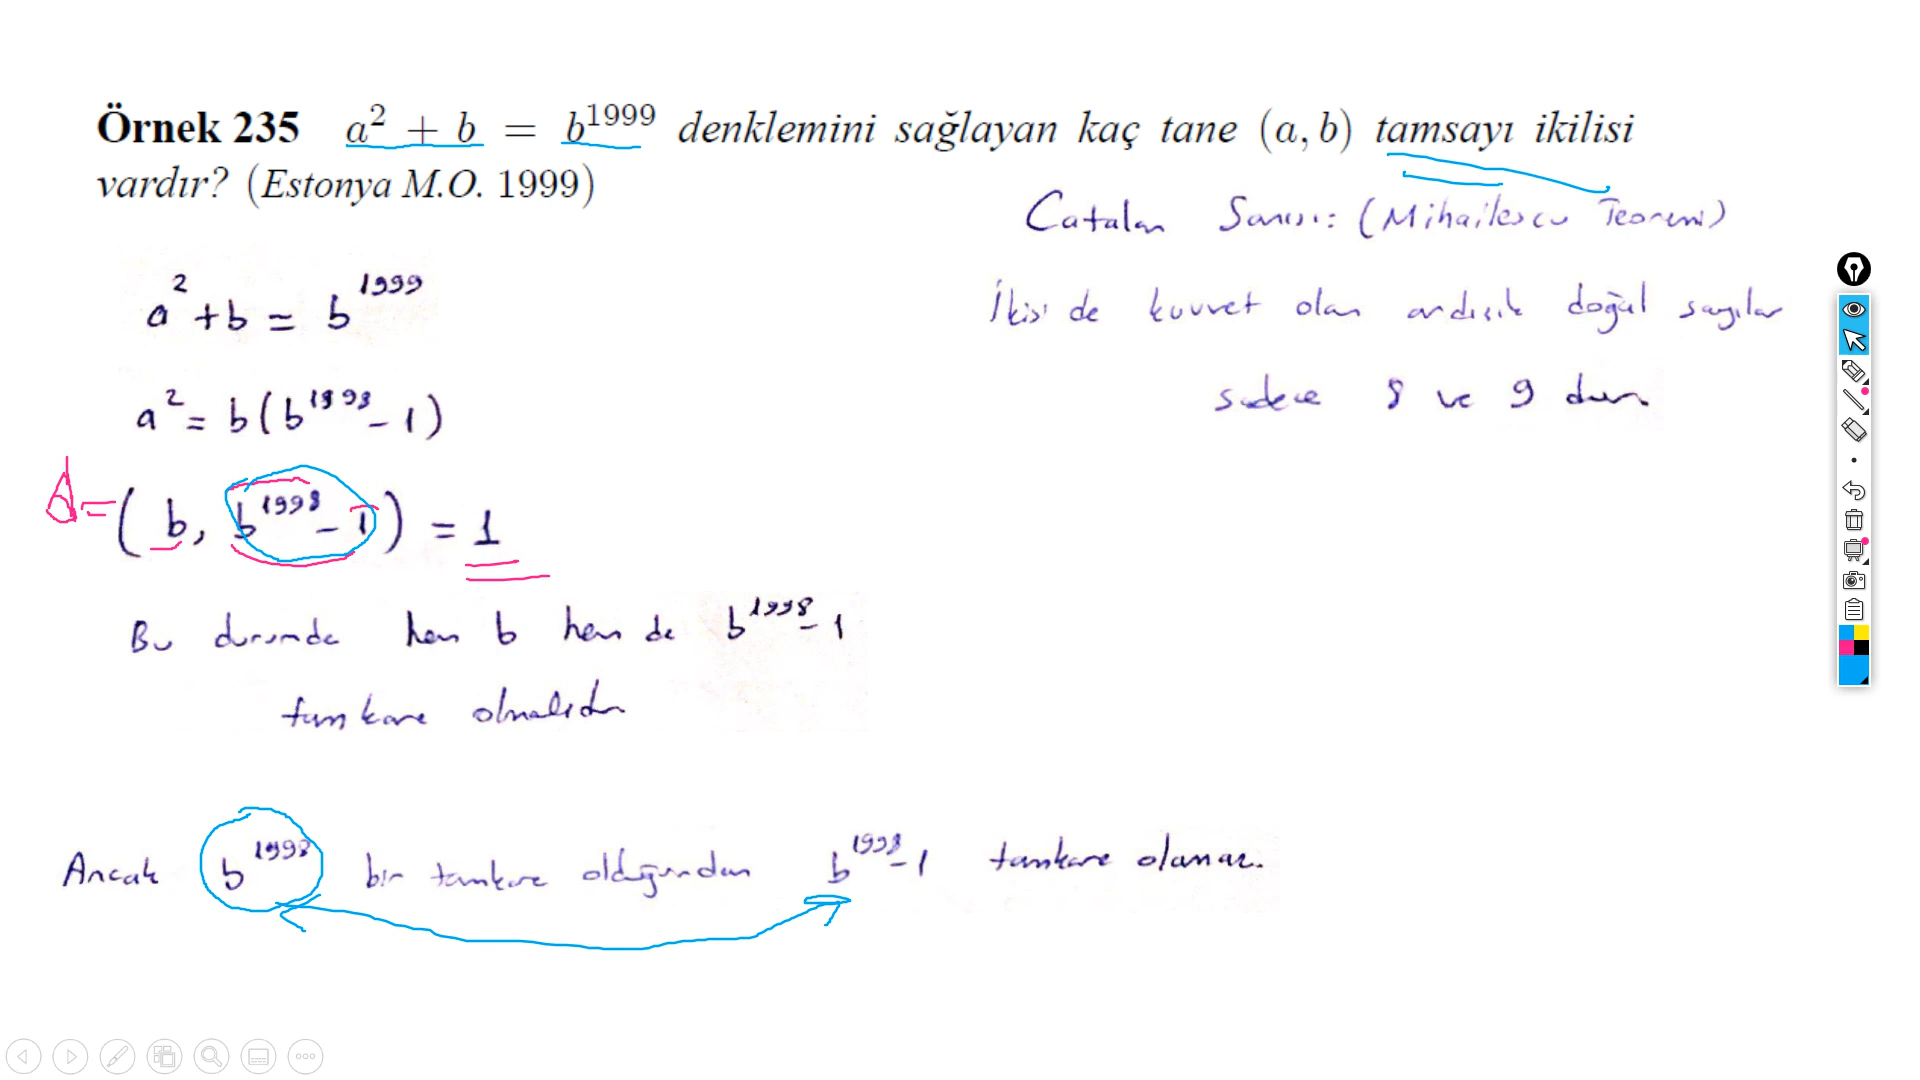 Örnek 235 a² + b = b¹⁹⁹⁹ denklemini sağlayan kaç tane (a, b) tamsayı ikilisi
vardır? (Estonya M.O. 1999)
Catalan Sanısı: (Mihailescu Teoremi)
İkisi de kuvvet olan ardışık doğal sayılar
sadece 8 ve 9 dur.
a² + b = b¹⁹⁹⁹
a² = b(b¹⁹⁹⁸ - 1)
d = (b, b¹⁹⁹⁸ - 1) = 1
Bu durumda hem b hem de b¹⁹⁹⁸ - 1
tam kare olmalıdır
Ancak b¹⁹⁹⁸ bir tamkare olduğundan b¹⁹⁹⁸ - 1 tamkare olamaz.